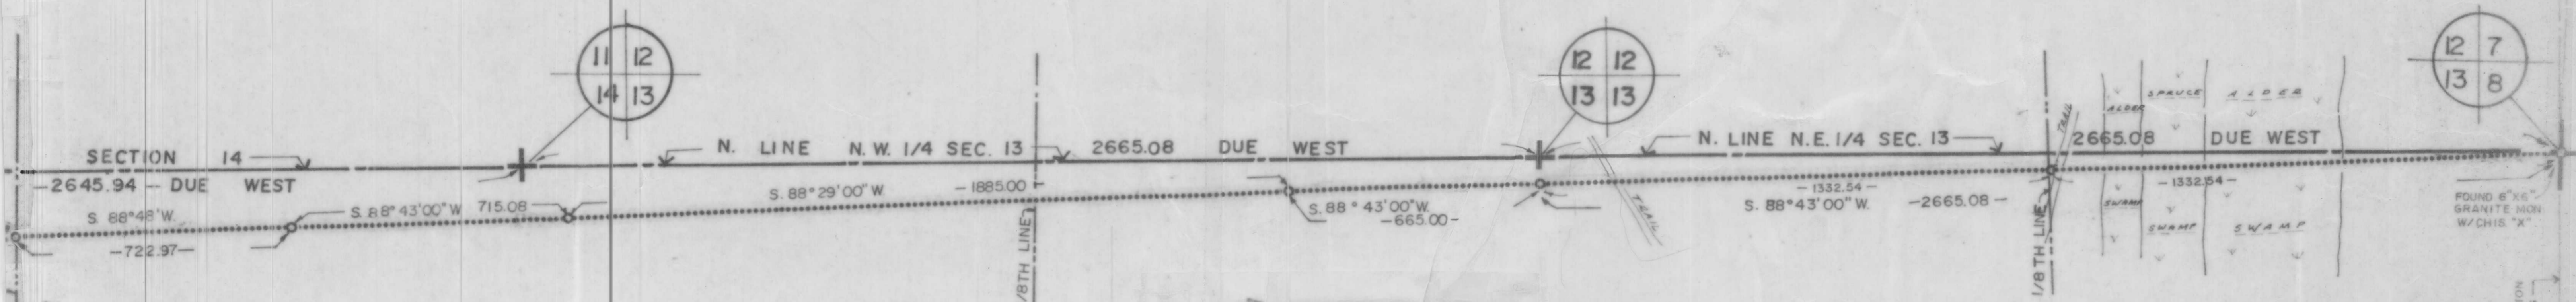 11 12
14 13
12 12
13 13
12 7
13 8
SECTION 14
2645.94 - DUE WEST
S. 88°48'W.
-722.97-
S. 88° 43'00"W 715.08
N. LINE N.W. 1/4 SEC. 13 2665.08 DUE WEST
S. 88°29'00"W. -1885.00-
/8TH LINE
S. 88° 43'00"W.
-665.00-
N. LINE N.E. 1/4 SEC. 13
2665.08 DUE WEST
TRAIL
-1332.54-
S. 88°43'00" W. -2665.08-
1/8TH LINE
TRAIL
ALDER
SPRUCE
ALDER
SWAMP
SWAMP
SWAMP
-1332.54-
FOUND 6"X6"
GRANITE MON
W/CHIS. "X"